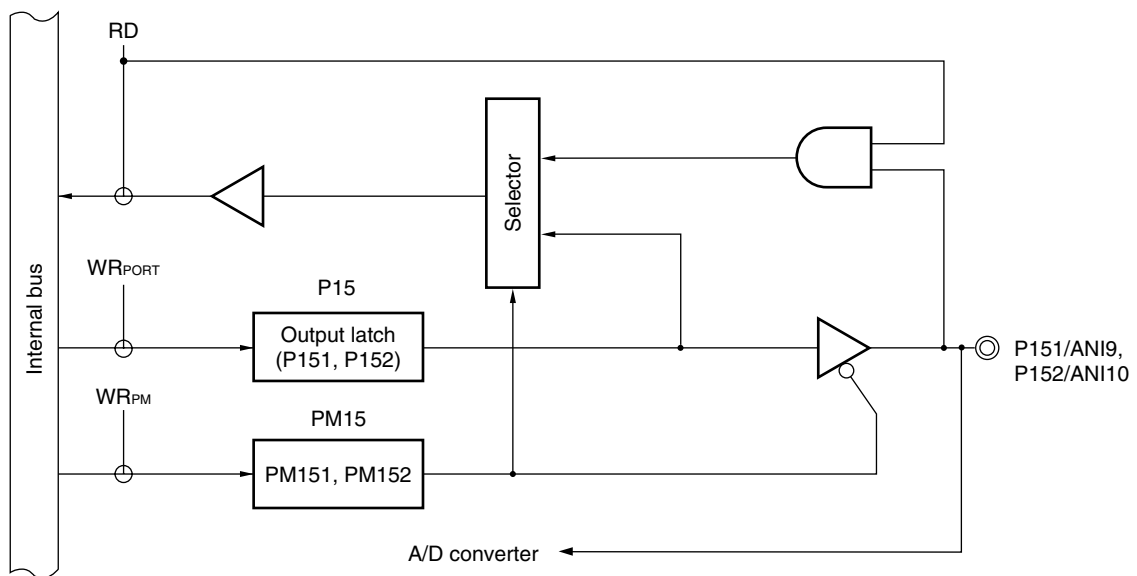 RD
Selector
WRPORT
P15
Internal bus
Output latch
(P151, P152)
P151/ANI9,
P152/ANI10
WRPM
PM15
PM151, PM152
A/D converter